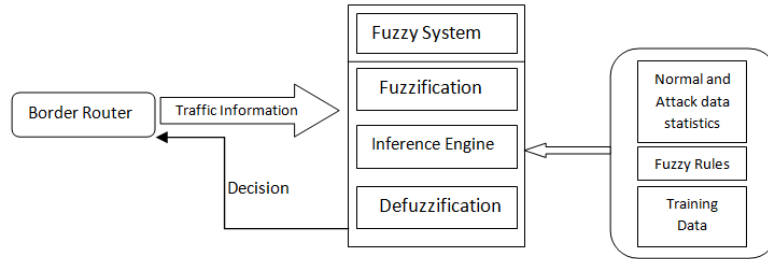 Fuzzy System
Fuzzification
Inference Engine
Defuzzification
Border Router
Traffic Information
Decision
Normal and
Attack data
statistics
Fuzzy Rules
Training
Data